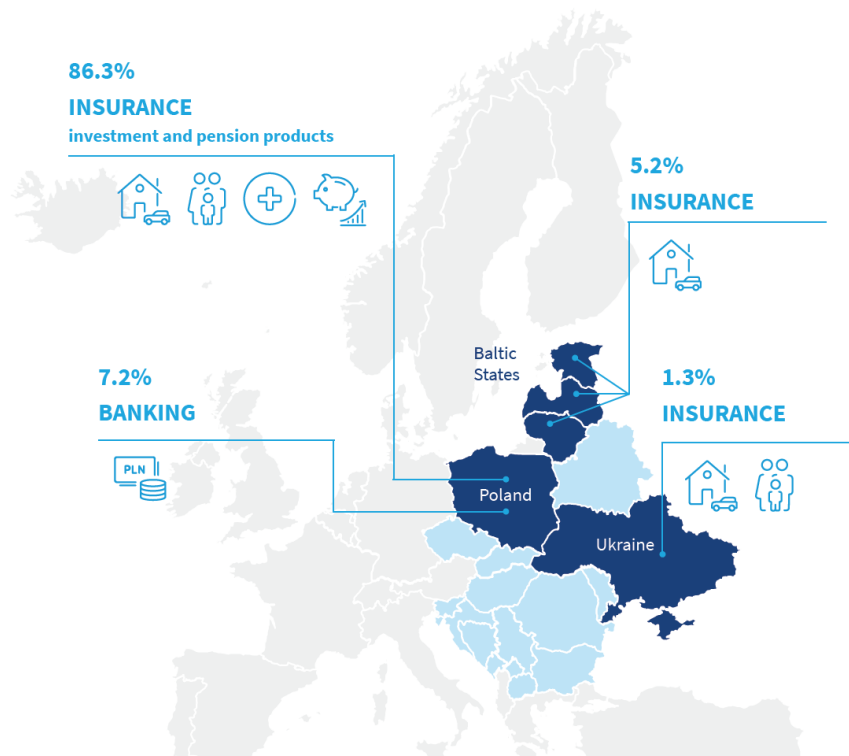 86.3%
INSURANCE
investment and pension products
5.2%
INSURANCE
Baltic
States
7.2%
BANKING
1.3%
INSURANCE
PLN
Poland
Ukraine